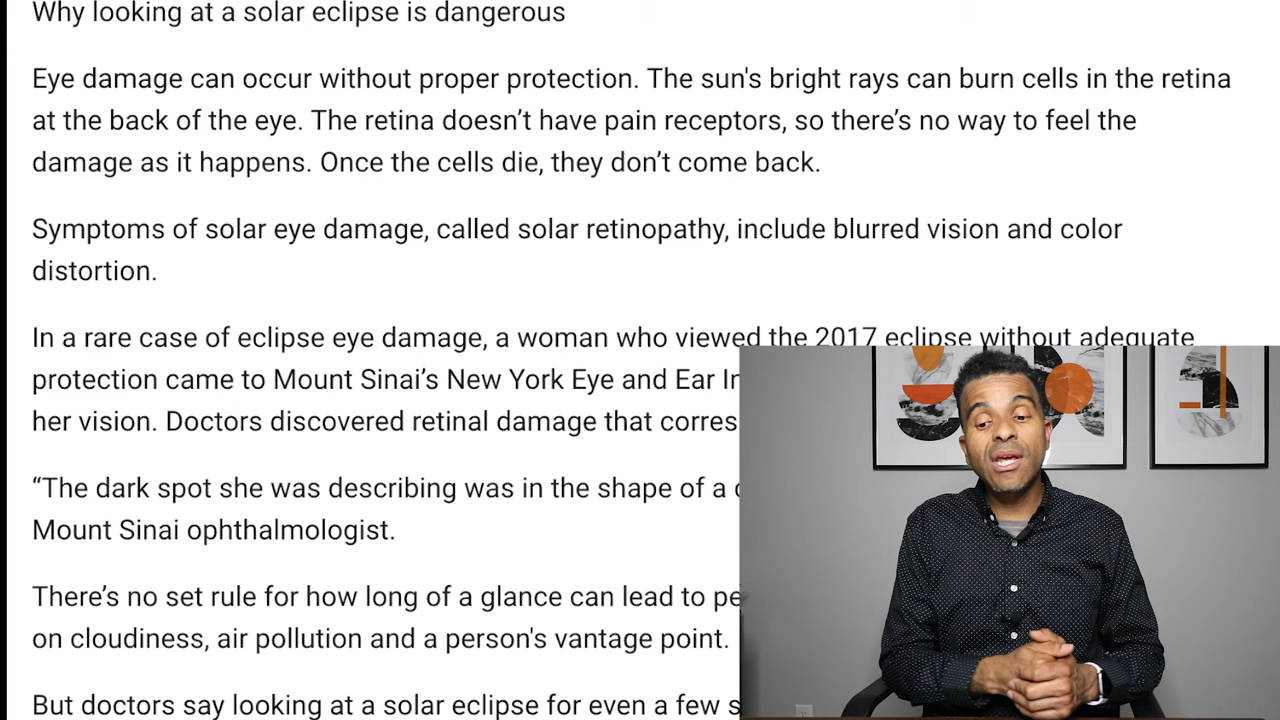 Why looking at a solar eclipse is dangerous
Eye damage can occur without proper protection. The sun's bright rays can burn cells in the retina
at the back of the eye. The retina doesn’t have pain receptors, so there’s no way to feel the
damage as it happens. Once the cells die, they don’t come back.
Symptoms of solar eye damage, called solar retinopathy, include blurred vision and color
distortion.
In a rare case of eclipse eye damage, a woman who viewed the 2017 eclipse without adequate
protection came to Mount Sinai’s New York Eye and Ear
her vision. Doctors discovered retinal damage that
“The dark spot she was describing was in the shape of a
Mount Sinai ophthalmologist.
There’s no set rule for how long of a glance can lead to
on cloudiness, air pollution and a person's vantage point.
But doctors say looking at a solar eclipse for even a few